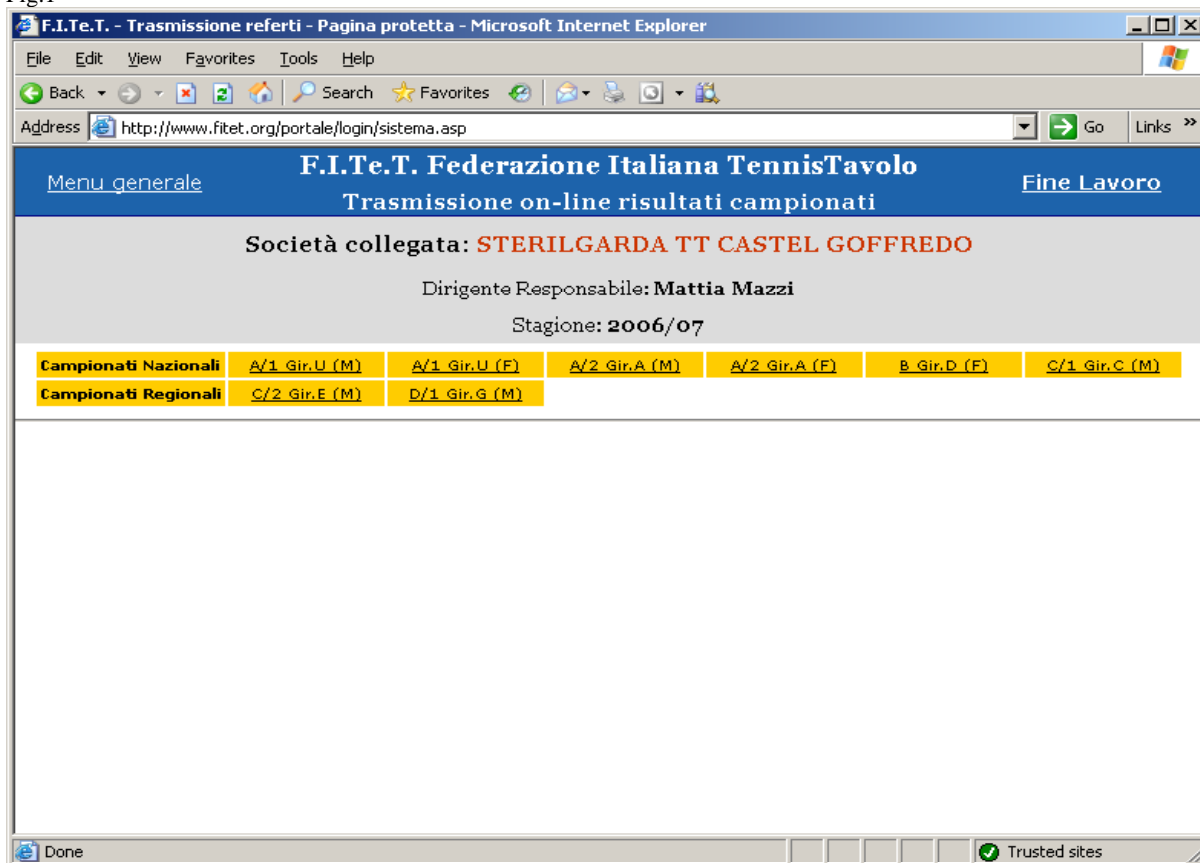 Fig.1
F.I.Te.T. - Trasmissione referti - Pagina protetta - Microsoft Internet Explorer
File Edit View Favorites Tools Help
Back Search Favorites
Address http://www.fitet.org/portale/login/sistema.asp Go Links »
Menu generale F.I.Te.T. Federazione Italiana TennisTavolo Fine Lavoro
Trasmissione on-line risultati campionati
Società collegata: STERILGARDA TT CASTEL GOFFREDO
Dirigente Responsabile: Mattia Mazzi
Stagione: 2006/07
Campionati Nazionali A/1 Gir.U (M) A/1 Gir.U (F) A/2 Gir.A (M) A/2 Gir.A (F) B Gir.D (F) C/1 Gir.C (M)
Campionati Regionali C/2 Gir.E (M) D/1 Gir.G (M)
Done Trusted sites